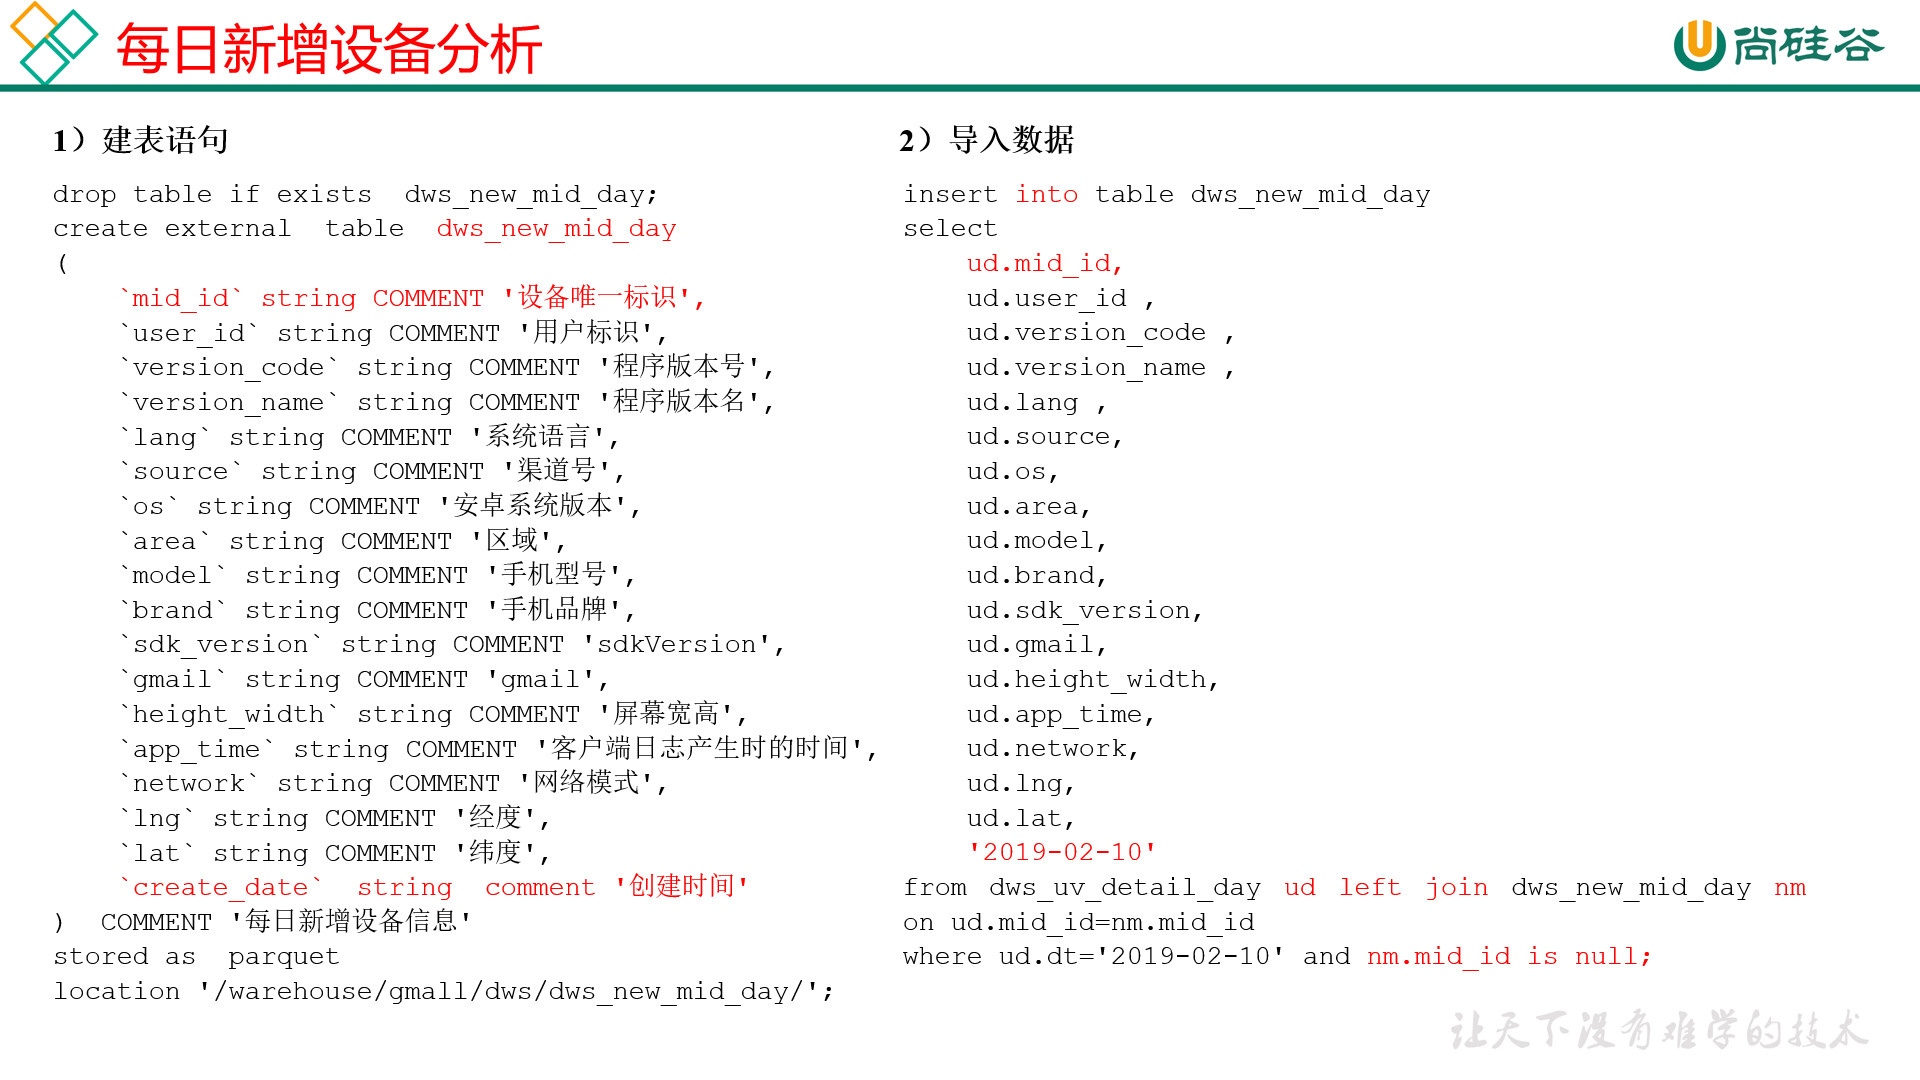 每日新增设备分析
尚硅谷
1）建表语句
drop table if exists  dws_new_mid_day;
create external  table  dws_new_mid_day
(
    `mid_id` string COMMENT '设备唯一标识',
    `user_id` string COMMENT '用户标识',
    `version_code` string COMMENT '程序版本号',
    `version_name` string COMMENT '程序版本名',
    `lang` string COMMENT '系统语言',
    `source` string COMMENT '渠道号',
    `os` string COMMENT '安卓系统版本',
    `area` string COMMENT '区域',
    `model` string COMMENT '手机型号',
    `brand` string COMMENT '手机品牌',
    `sdk_version` string COMMENT 'sdkVersion',
    `gmail` string COMMENT 'gmail',
    `height_width` string COMMENT '屏幕宽高',
    `app_time` string COMMENT '客户端日志产生时的时间',
    `network` string COMMENT '网络模式',
    `lng` string COMMENT '经度',
    `lat` string COMMENT '纬度',
    `create_date`  string  comment '创建时间'
)  COMMENT '每日新增设备信息'
stored as  parquet
location '/warehouse/gmall/dws/dws_new_mid_day/';
2）导入数据
insert into table dws_new_mid_day
select
    ud.mid_id,
    ud.user_id ,
    ud.version_code ,
    ud.version_name ,
    ud.lang ,
    ud.source,
    ud.os,
    ud.area,
    ud.model,
    ud.brand,
    ud.sdk_version,
    ud.gmail,
    ud.height_width,
    ud.app_time,
    ud.network,
    ud.lng,
    ud.lat,
    '2019-02-10'
from dws_uv_detail_day ud left join dws_new_mid_day nm
on ud.mid_id=nm.mid_id
where ud.dt='2019-02-10' and nm.mid_id is null;
让天下没有难学的技术